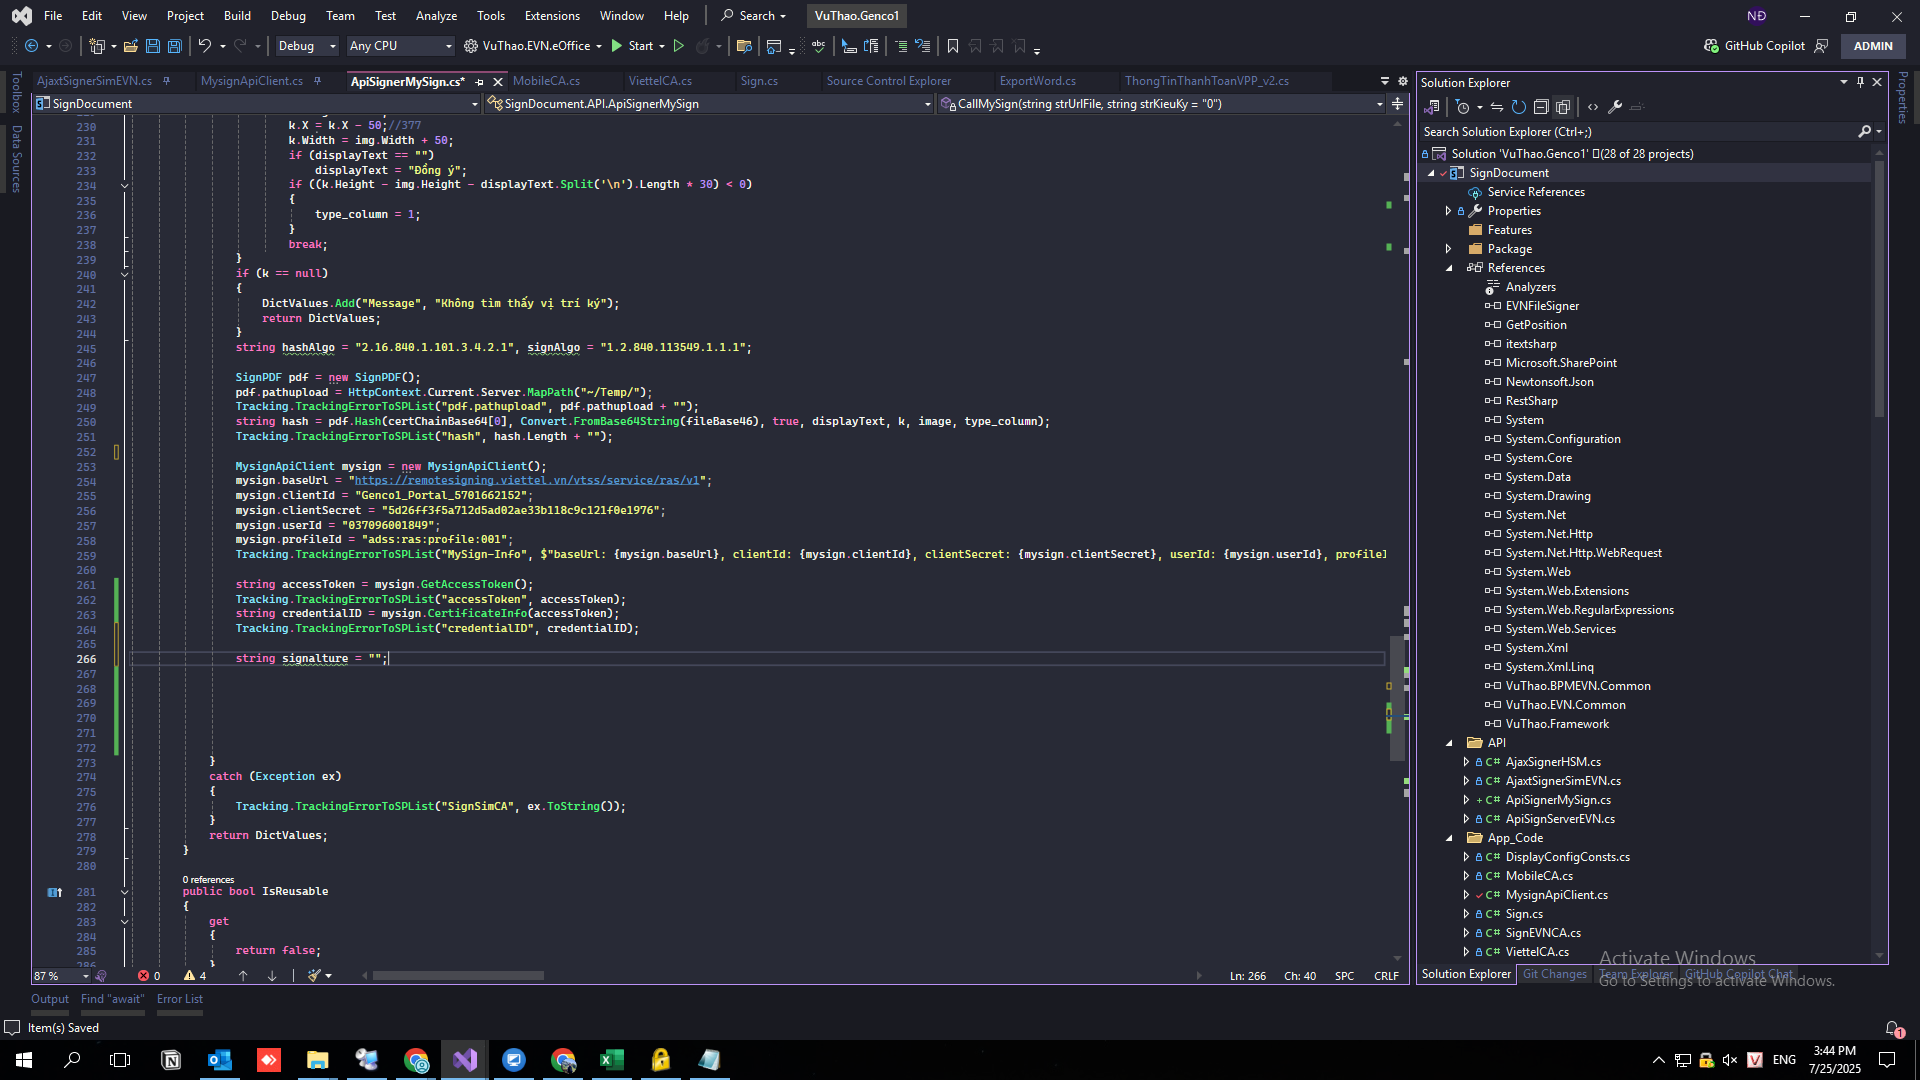 File Edit View Project Build Debug Team Test Analyze Tools Extensions Window Help Search VuThao.Genco1 NĐ
Debug Any CPU VuThao.EVN.eOffice Start GitHub Copilot ADMIN
Toolbox
Data Sources
AjaxtSignerSimEVN.cs MysignApiClient.cs ApiSignerMySign.cs* MobileCA.cs ViettelCA.cs Sign.cs Source Control Explorer ExportWord.cs ThongTinThanhToanVPP_v2.cs
SignDocument SignDocument.API.ApiSignerMySign CallMySign(string strUrlFile, string strKieuKy = "0")
230 k.X = k.X - 50;//377
231 k.Width = img.Width + 50;
232 if (displayText == "")
233 displayText = "Đồng ý";
234 if ((k.Height - img.Height - displayText.Split('\n').Length * 30) < 0)
235 {
236 type_column = 1;
237 }
238 break;
239 }
240 if (k == null)
241 {
242 DictValues.Add("Message", "Không tìm thấy vị trí ký");
243 return DictValues;
244 }
245 string hashAlgo = "2.16.840.1.101.3.4.2.1", signAlgo = "1.2.840.113549.1.1.1";
246
247 SignPDF pdf = new SignPDF();
248 pdf.pathupload = HttpContext.Current.Server.MapPath("~/Temp/");
249 Tracking.TrackingErrorToSPList("pdf.pathupload", pdf.pathupload + "");
250 string hash = pdf.Hash(certChainBase64[0], Convert.FromBase64String(fileBase46), true, displayText, k, image, type_column);
251 Tracking.TrackingErrorToSPList("hash", hash.Length + "");
252
253 MysignApiClient mysign = new MysignApiClient();
254 mysign.baseUrl = "https://remotesigning.viettel.vn/vtss/service/ras/v1";
255 mysign.clientId = "Genco1_Portal_5701662152";
256 mysign.clientSecret = "5d26ff3f5a712d5ad02ae33b118c9c121f0e1976";
257 mysign.userId = "037096001849";
258 mysign.profileId = "adss:ras:profile:001";
259 Tracking.TrackingErrorToSPList("MySign-Info", $"baseUrl: {mysign.baseUrl}, clientId: {mysign.clientId}, clientSecret: {mysign.clientSecret}, userId: {mysign.userId}, profileI
260
261 string accessToken = mysign.GetAccessToken();
262 Tracking.TrackingErrorToSPList("accessToken", accessToken);
263 string credentialID = mysign.CertificateInfo(accessToken);
264 Tracking.TrackingErrorToSPList("credentialID", credentialID);
265
266 string signalture = "";
267
268
269
270
271
272
273 }
274 catch (Exception ex)
275 {
276 Tracking.TrackingErrorToSPList("SignSimCA", ex.ToString());
277 }
278 return DictValues;
279 }
280
0 references
281 public bool IsReusable
282 {
283 get
284 {
285 return false;
286 }
87 % 0 4 Ln: 266 Ch: 40 SPC CRLF
Output Find "await" Error List
Item(s) Saved
Solution Explorer
Search Solution Explorer (Ctrl+;)
Solution 'VuThao.Genco1' (28 of 28 projects)
SignDocument
Service References
Properties
Features
Package
References
Analyzers
EVNFileSigner
GetPosition
itextsharp
Microsoft.SharePoint
Newtonsoft.Json
RestSharp
System
System.Configuration
System.Core
System.Data
System.Drawing
System.Net
System.Net.Http
System.Net.Http.WebRequest
System.Web
System.Web.Extensions
System.Web.RegularExpressions
System.Web.Services
System.Xml
System.Xml.Linq
VuThao.BPMEVN.Common
VuThao.EVN.Common
VuThao.Framework
API
C# AjaxSignerHSM.cs
C# AjaxtSignerSimEVN.cs
C# ApiSignerMySign.cs
C# ApiSignServerEVN.cs
App_Code
C# DisplayConfigConsts.cs
C# MobileCA.cs
C# MysignApiClient.cs
C# Sign.cs
C# SignEVNCA.cs
C# ViettelCA.cs
Solution Explorer Git Changes Team Explorer GitHub Copilot Chat
Properties
Activate Windows
Go to Settings to activate Windows.
1
V ENG 3:44 PM
7/25/2025